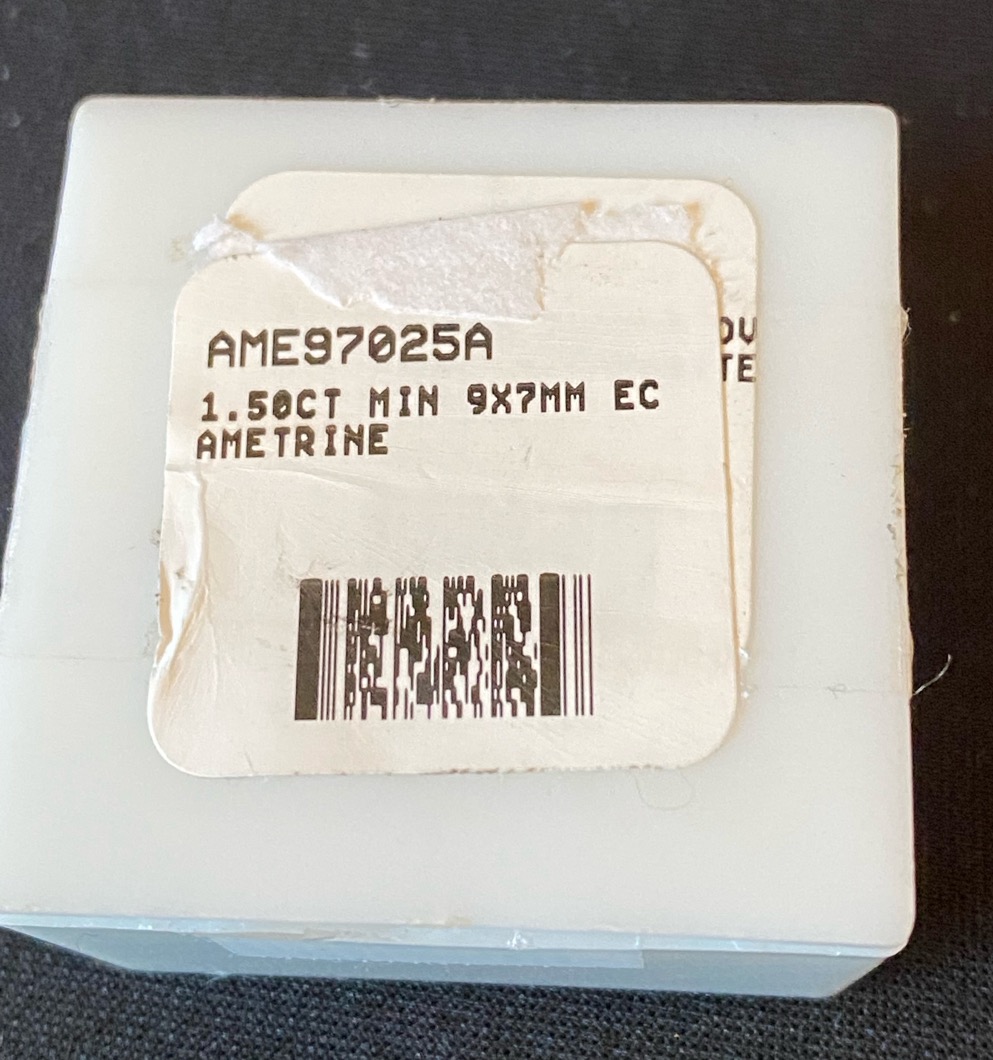 AME97025A
1.50CT MIN 9X7MM EC
AMETRINE